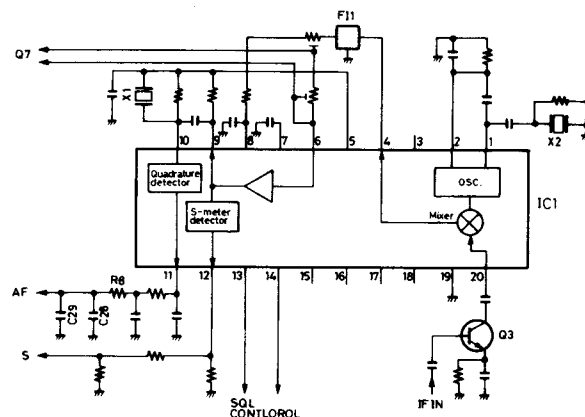 FI1
Q7
X1
X2
10 9 8 7 6 5 4 3 2 1
Quadrature
detector
S-meter
detector
OSC.
Mixer
IC1
11 12 13 14 15 16 17 18 19 20
AF
R8
C29
C28
Q3
S
SQL
CONTLOROL
IF IN